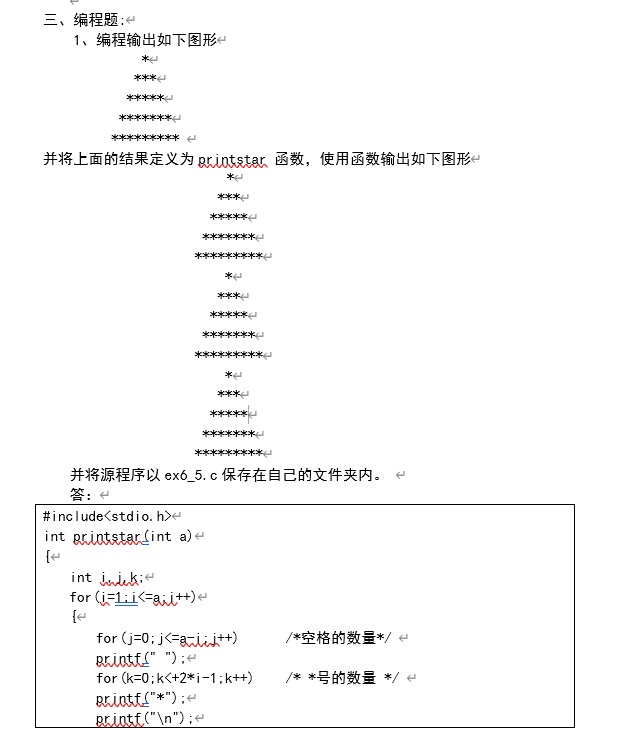 三、编程题:
1、编程输出如下图形
*
***
*****
*******
*********
并将上面的结果定义为 printstar 函数，使用函数输出如下图形
*
***
*****
*******
*********
*
***
*****
*******
*********
*
***
*****
*******
*********
并将源程序以 ex6_5.c 保存在自己的文件夹内。
答：
#include<stdio.h>
int printstar(int a)
{
int i,j,k;
for(i=1;i<=a;i++)
{
for(j=0;j<=a-i;j++) /*空格的数量*/
printf(" ");
for(k=0;k<+2*i-1;k++) /* *号的数量 */
printf("*");
printf("\n");